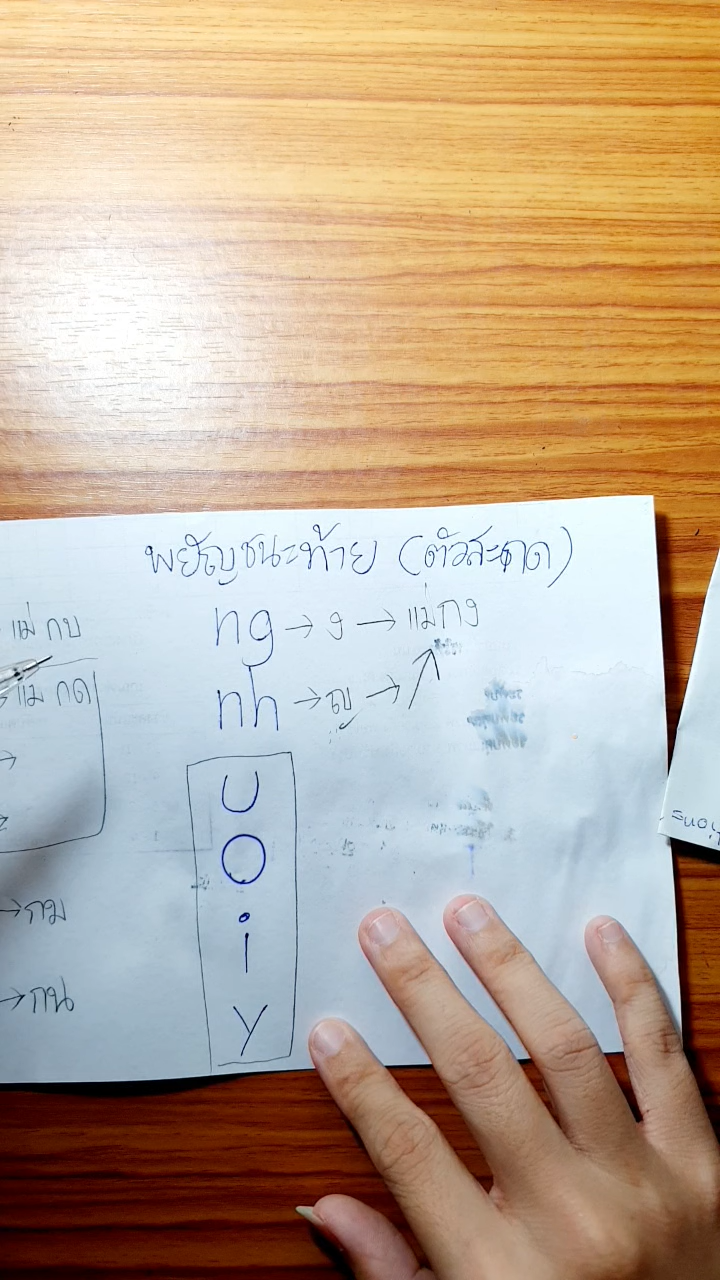 พยัญชนะท้าย (ตัวสะกด)
แม่ กบ
ng → ง → แม่กง
แม่ กด
nh → ญ →
→
u
o
i
y
→กม
→กน